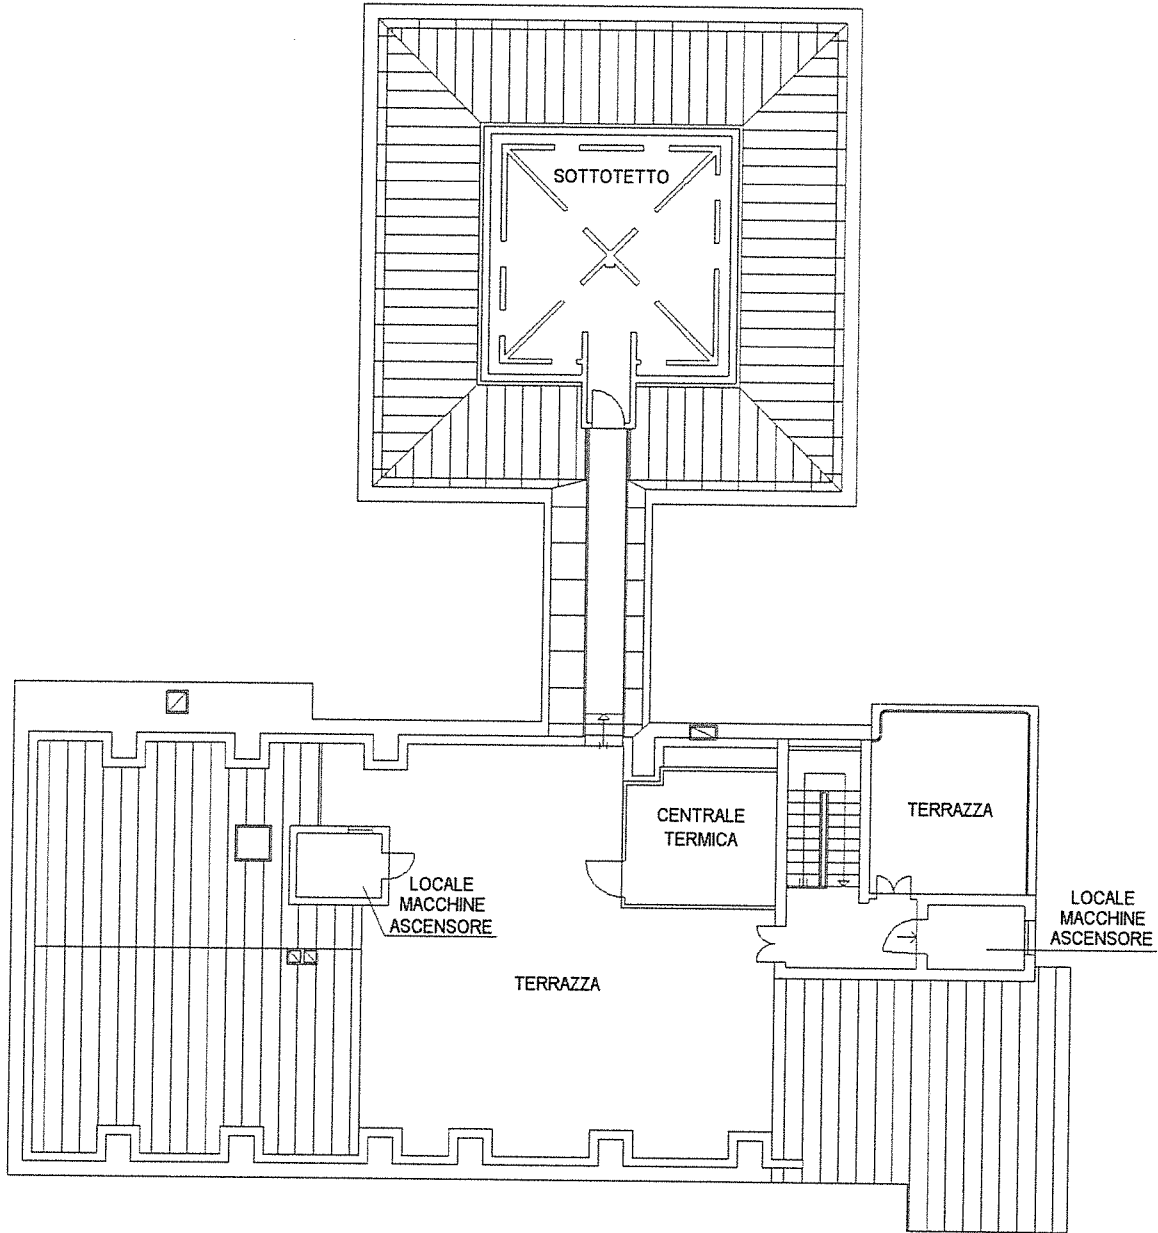 SOTTOTETTO
CENTRALE
TERMICA
TERRAZZA
LOCALE
MACCHINE
ASCENSORE
LOCALE
MACCHINE
ASCENSORE
TERRAZZA